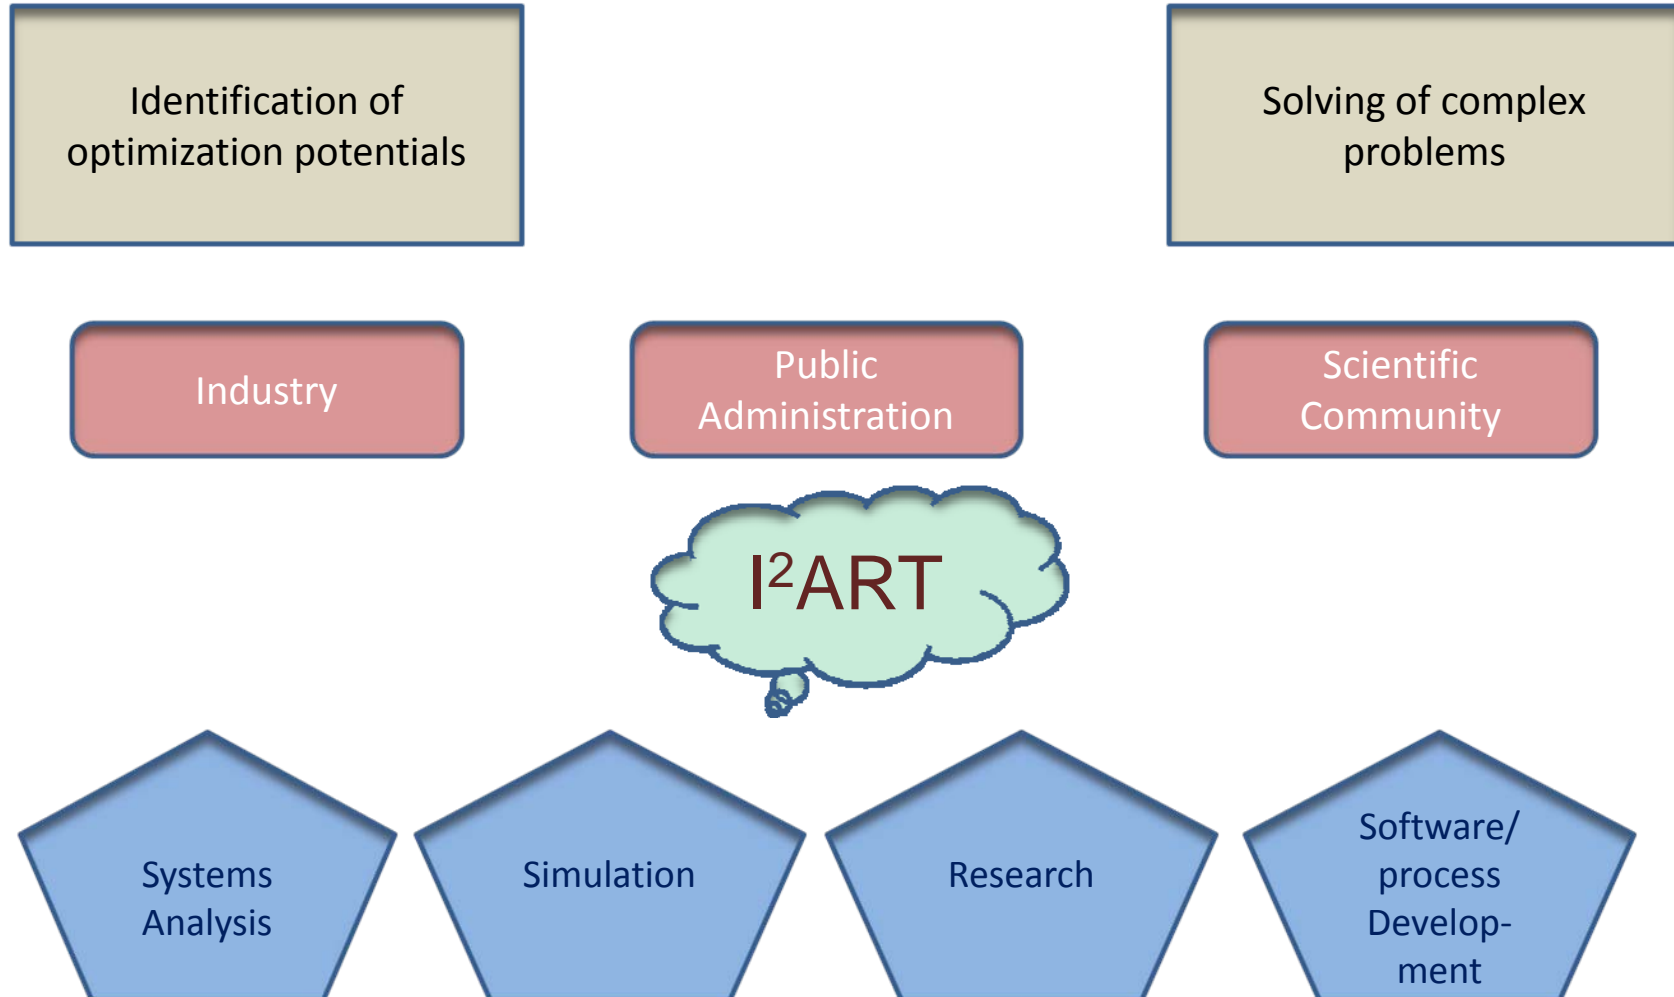 Identification of
optimization potentials
Solving of complex
problems
Industry
Public
Administration
Scientific
Community
I²ART
Systems
Analysis
Simulation
Research
Software/
process
Develop-
ment